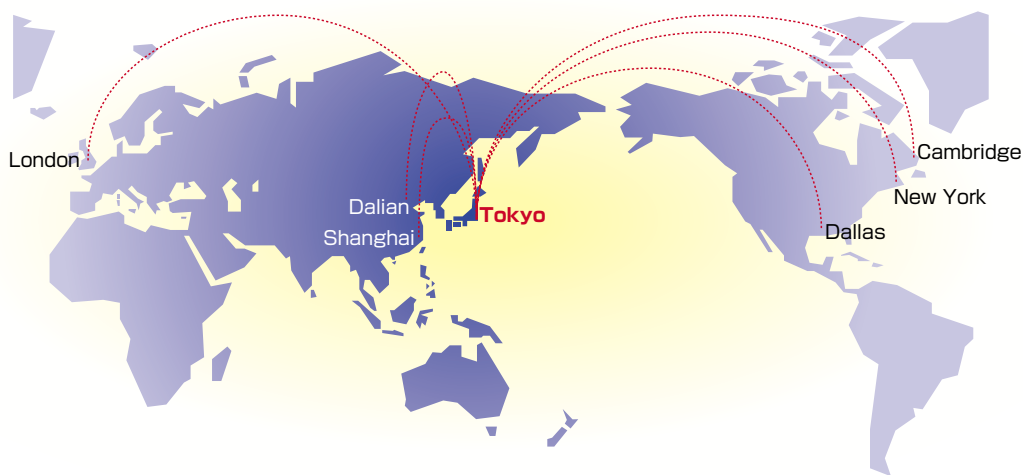 London
Cambridge
New York
Dalian
Tokyo
Shanghai
Dallas